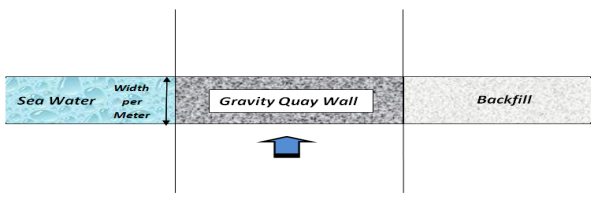 Sea Water
Width
per
Meter
Gravity Quay Wall
Backfill